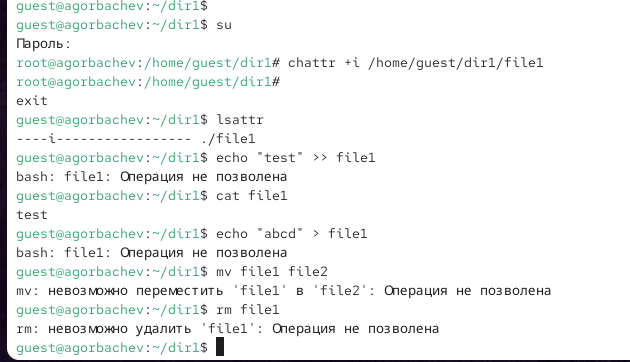 guest@agorbachev:~/dir1$
guest@agorbachev:~/dir1$ su
Пароль:
root@agorbachev:/home/guest/dir1# chattr +i /home/guest/dir1/file1
root@agorbachev:/home/guest/dir1#
exit
guest@agorbachev:~/dir1$ lsattr
----i----------------- ./file1
guest@agorbachev:~/dir1$ echo "test" >> file1
bash: file1: Операция не позволена
guest@agorbachev:~/dir1$ cat file1
test
guest@agorbachev:~/dir1$ echo "abcd" > file1
bash: file1: Операция не позволена
guest@agorbachev:~/dir1$ mv file1 file2
mv: невозможно переместить 'file1' в 'file2': Операция не позволена
guest@agorbachev:~/dir1$ rm file1
rm: невозможно удалить 'file1': Операция не позволена
guest@agorbachev:~/dir1$